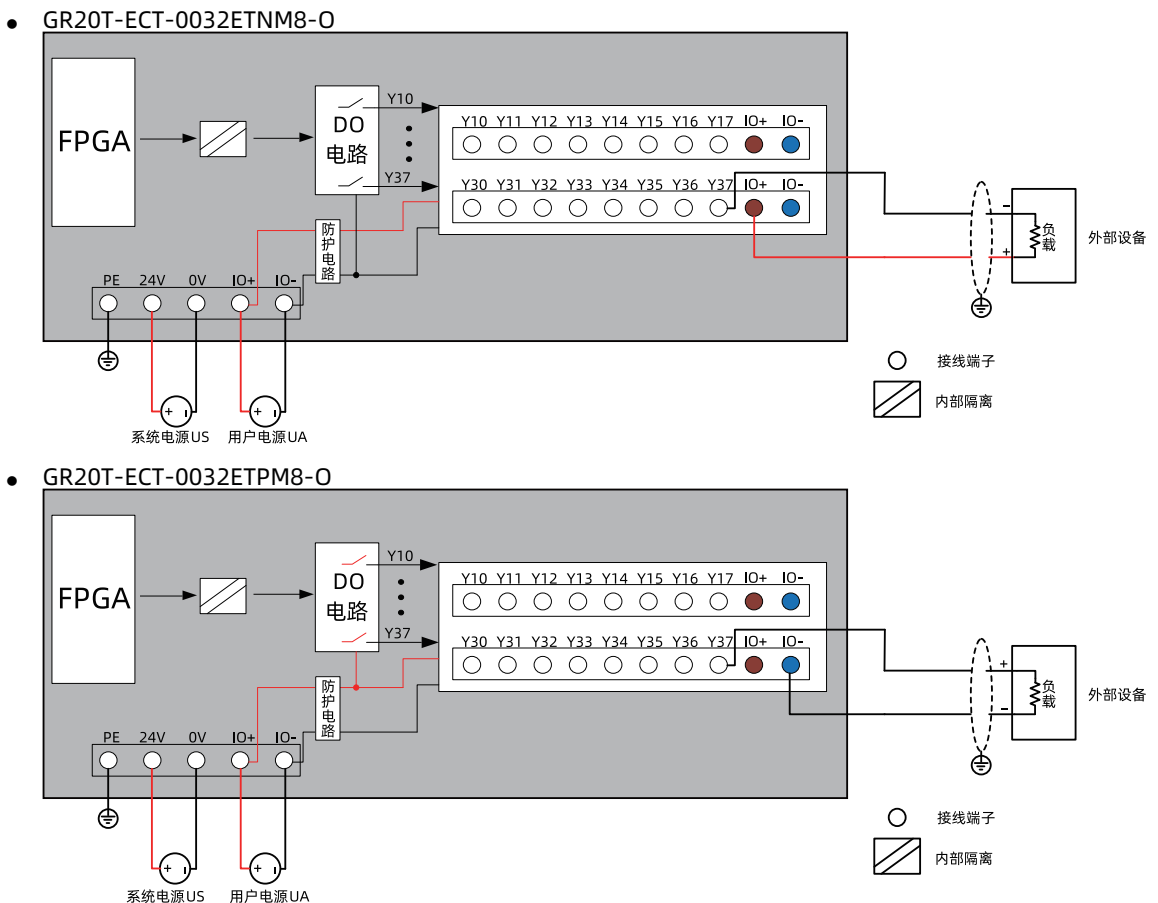 ● GR20T-ECT-0032ETNM8-O
FPGA
DO
电路
Y10
Y37
Y10 Y11 Y12 Y13 Y14 Y15 Y16 Y17 IO+ IO-
Y30 Y31 Y32 Y33 Y34 Y35 Y36 Y37 IO+ IO-
防护电路
PE 24V 0V IO+ IO-
-
+
负载
外部设备
+ -
+ -
系统电源US 用户电源UA
接线端子
内部隔离
● GR20T-ECT-0032ETPM8-O
FPGA
DO
电路
Y10
Y37
Y10 Y11 Y12 Y13 Y14 Y15 Y16 Y17 IO+ IO-
Y30 Y31 Y32 Y33 Y34 Y35 Y36 Y37 IO+ IO-
防护电路
PE 24V 0V IO+ IO-
+
-
负载
外部设备
+ -
+ -
系统电源US 用户电源UA
接线端子
内部隔离